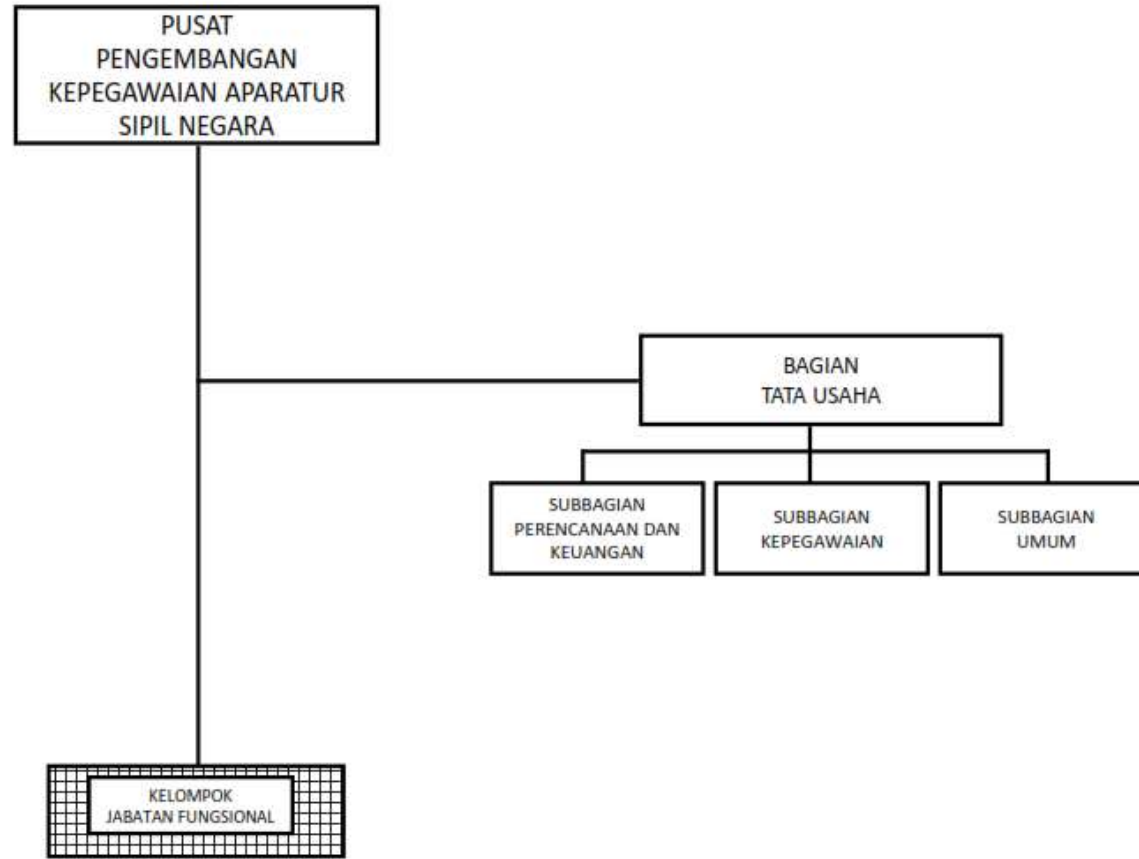 PUSAT
PENGEMBANGAN
KEPEGAWAIAN APARATUR
SIPIL NEGARA
BAGIAN
TATA USAHA
SUBBAGIAN
PERENCANAAN DAN
KEUANGAN
SUBBAGIAN
KEPEGAWAIAN
SUBBAGIAN
UMUM
KELOMPOK
JABATAN FUNGSIONAL